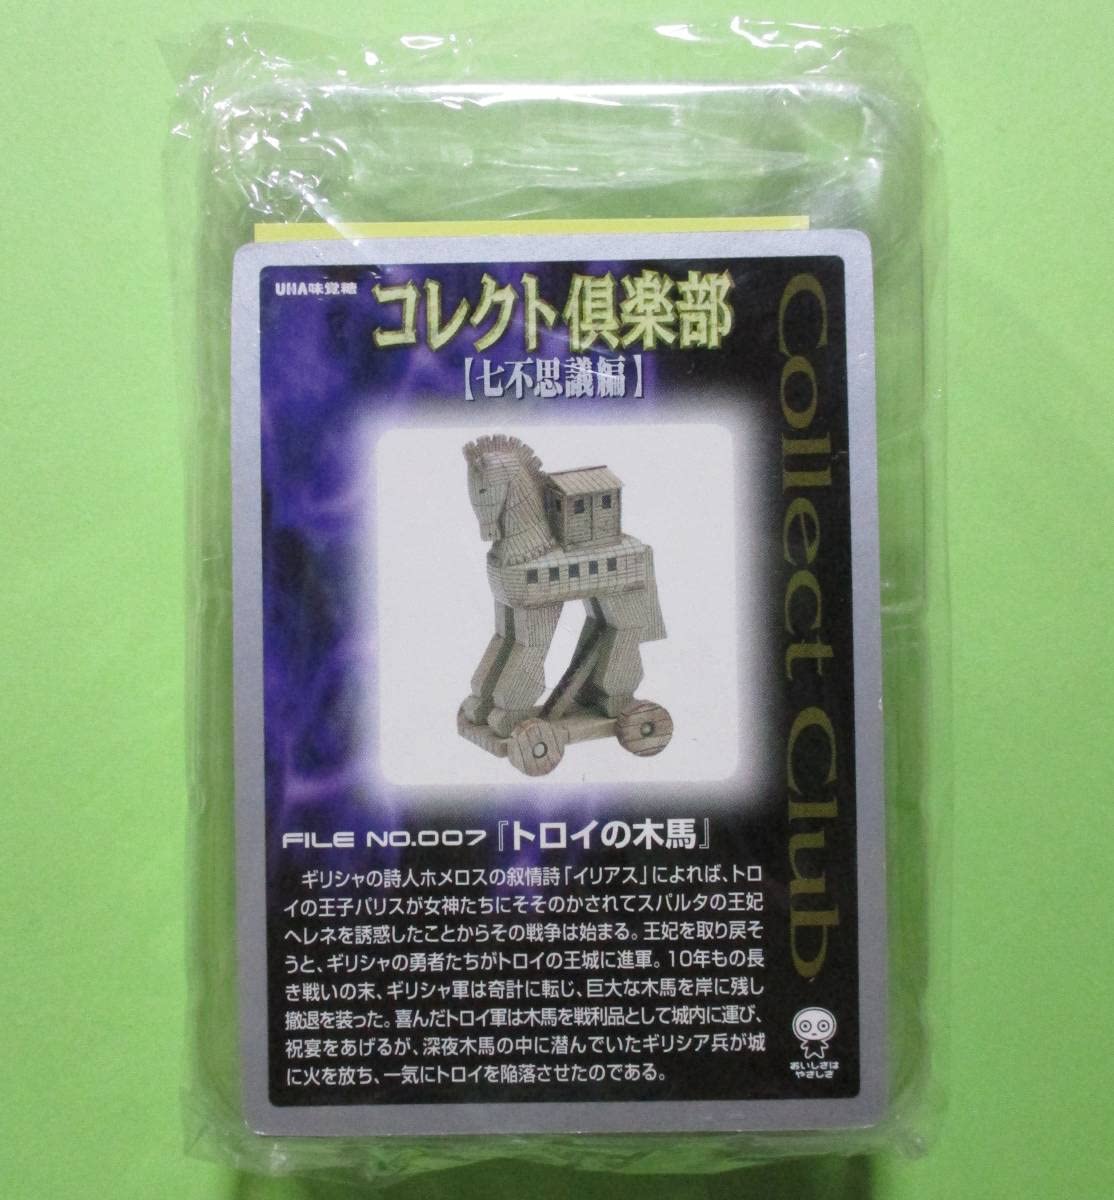 UHA味覚糖
コレクト倶楽部
【七不思議編】
Collect Club
FILE NO.007『トロイの木馬』
ギリシャの詩人ホメロスの叙情詩「イリアス」によれば、トロ
イの王子パリスが女神たちにそそのかされてスパルタの王妃
ヘレネを誘惑したことからその戦争は始まる。王妃を取り戻そ
うと、ギリシャの勇者たちがトロイの王城に進軍。10年もの長
き戦いの末、ギリシャ軍は奇計に転じ、巨大な木馬を岸に残し
撤退を装った。喜んだトロイ軍は木馬を戦利品として城内に運び、
祝宴をあげるが、深夜木馬の中に潜んでいたギリシア兵が城
に火を放ち、一気にトロイを陥落させたのである。
おいしさは
やさしさ